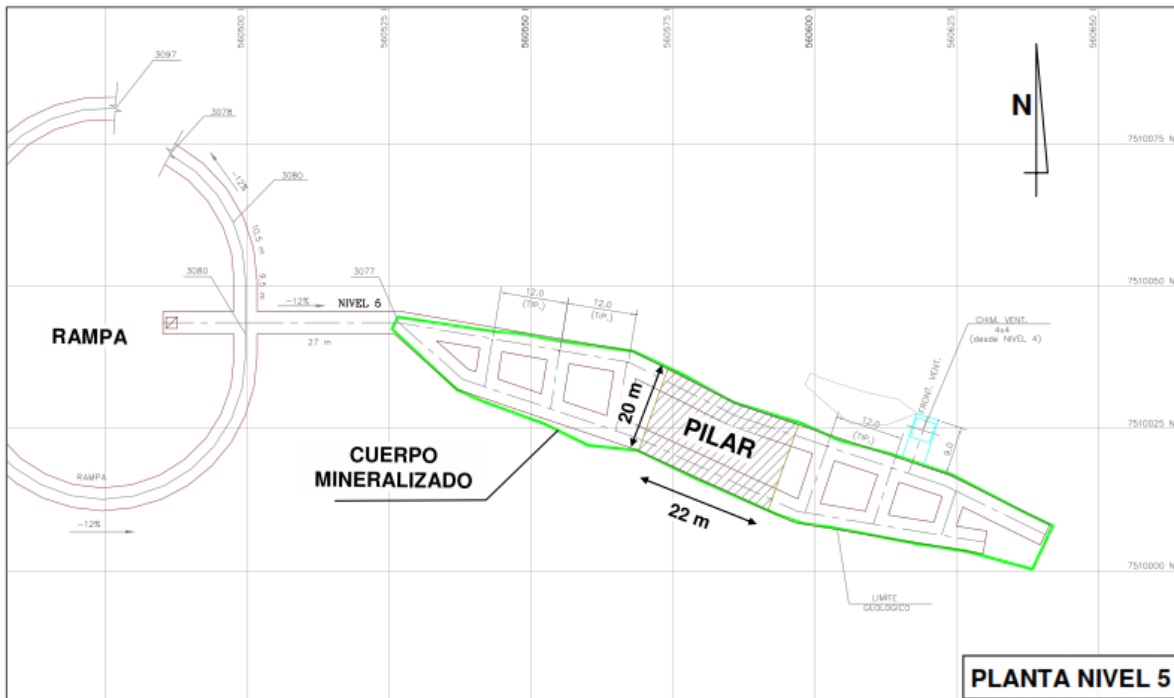 560500
560525
560550
560575
560600
560625
560650
3097
3078
N
7510075 N
-12%
3080
10.5 m
9.5 m
3080
3077
7510050 N
12.0
(TIP.)
12.0
(TIP.)
-12%
NIVEL 5
CHIM. VENT.
4x4
(desde NIVEL 4)
RAMPA
27 m
FRONT. VENT.
20 m
12.0
(TIP.)
7510025 N
PILAR
9.0
CUERPO
MINERALIZADO
RAMPA
22 m
-12%
7510000 N
LIMITE
GEOLOGICO
PLANTA NIVEL 5